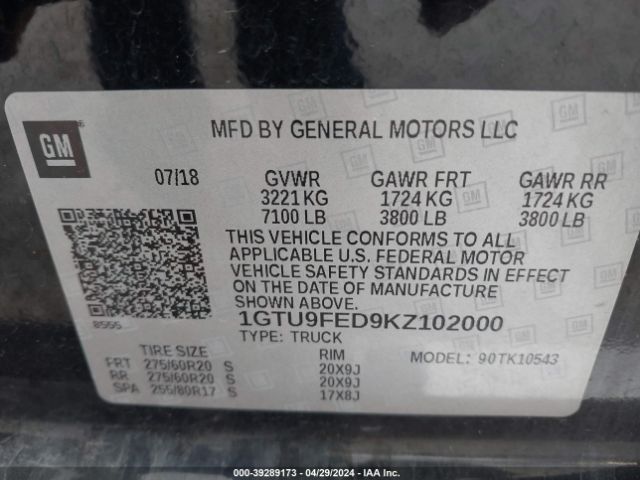 GM
MFD BY GENERAL MOTORS LLC
07/18 GVWR GAWR FRT GAWR RR
3221 KG 1724 KG 1724 KG
7100 LB 3800 LB 3800 LB
THIS VEHICLE CONFORMS TO ALL
APPLICABLE U.S. FEDERAL MOTOR
VEHICLE SAFETY STANDARDS IN EFFECT
ON THE DATE OF MANUFACTURE
SHOWN ABOVE.
8555
1GTU9FED9KZ102000
TYPE: TRUCK
TIRE SIZE RIM MODEL: 90TK10543
FRT 275/60R20 S 20X9J
RR 275/60R20 S 20X9J
SPA 255/80R17 S 17X8J
000-39289173 - 04/29/2024 - IAA Inc.